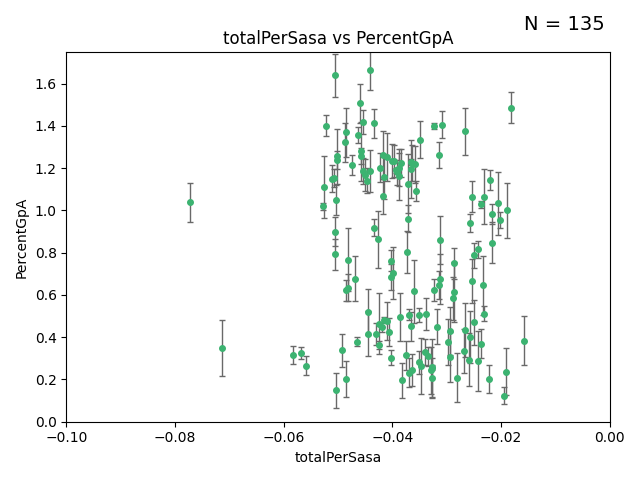 N = 135
totalPerSasa vs PercentGpA
PercentGpA
1.6
1.4
1.2
1.0
0.8
0.6
0.4
0.2
0.0
−0.10 −0.08 −0.06 −0.04 −0.02 0.00
totalPerSasa